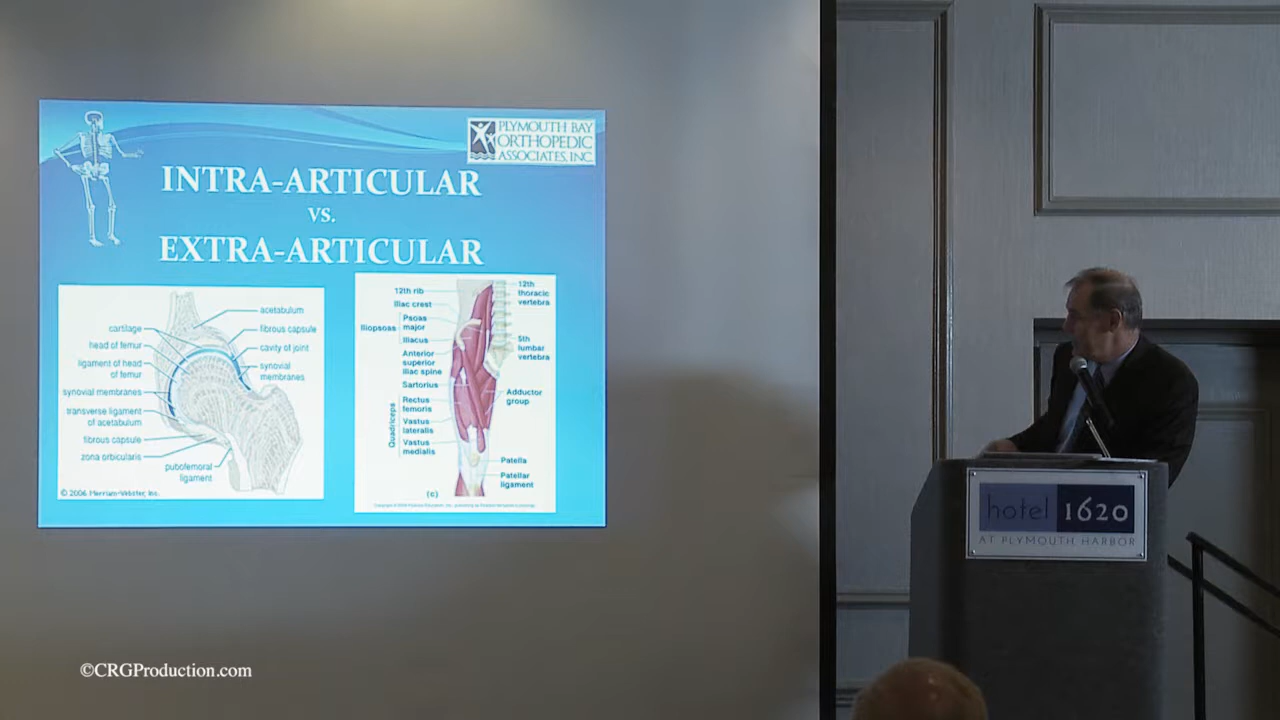 PLYMOUTH BAY
ORTHOPEDIC
ASSOCIATES, INC.
INTRA-ARTICULAR
VS.
EXTRA-ARTICULAR
acetabulum
cartilage
fibrous capsule
head of femur
cavity of joint
ligament of head
of femur
synovial
membranes
synovial membranes
transverse ligament
of acetabulum
fibrous capsule
zona orbicularis
pubofemoral
ligament
© 2006 Merriam-Webster, Inc.
12th rib
12th
thoracic
vertebra
Iliac crest
Iliopsoas
Psoas
major
Iliacus
5th
lumbar
vertebra
Anterior
superior
iliac spine
Sartorius
Adductor
group
Quadriceps
Rectus
femoris
Vastus
lateralis
Vastus
medialis
Patella
Patellar
ligament
(c)
hotel 1620
AT PLYMOUTH HARBOR
©CRGProduction.com